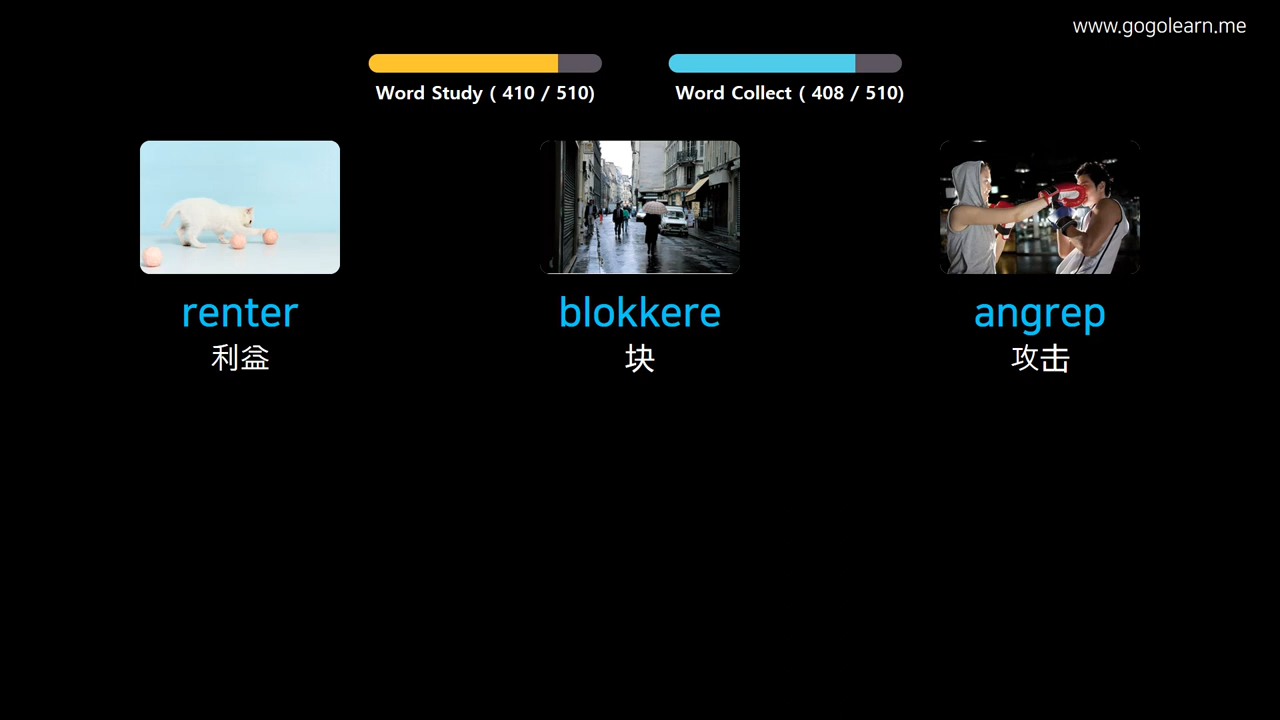 www.gogolearn.me
Word Study ( 410 / 510)
Word Collect ( 408 / 510)
renter
利益
blokkere
块
angrep
攻击